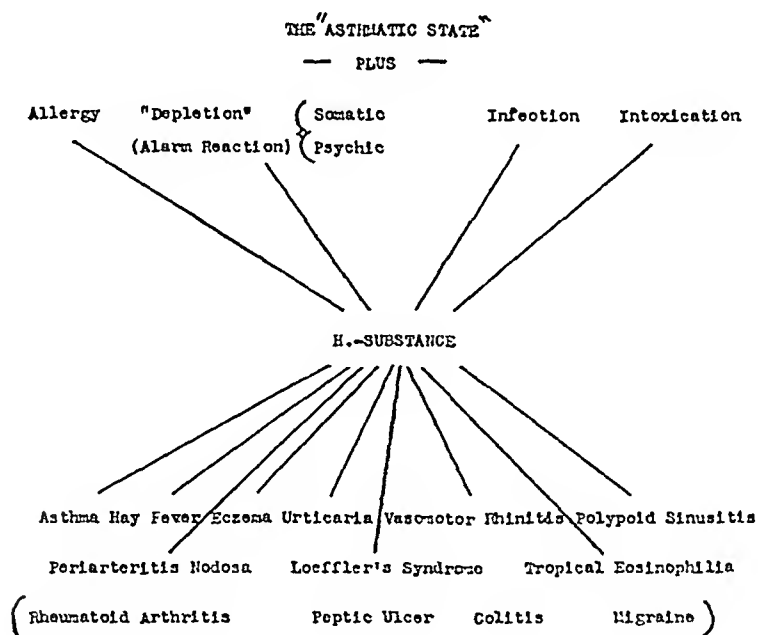 THE "ASTHMATIC STATE"
— PLUS —
Allergy "Depletion" { Somatic Infection Intoxication
(Alarm Reaction) { Psychic
H.-SUBSTANCE
Asthma Hay Fever Eczema Urticaria Vasomotor Rhinitis Polypoid Sinusitis
Periarteritis Nodosa Loeffler's Syndrome Tropical Eosinophilia
(Rheumatoid Arthritis Peptic Ulcer Colitis Migraine)